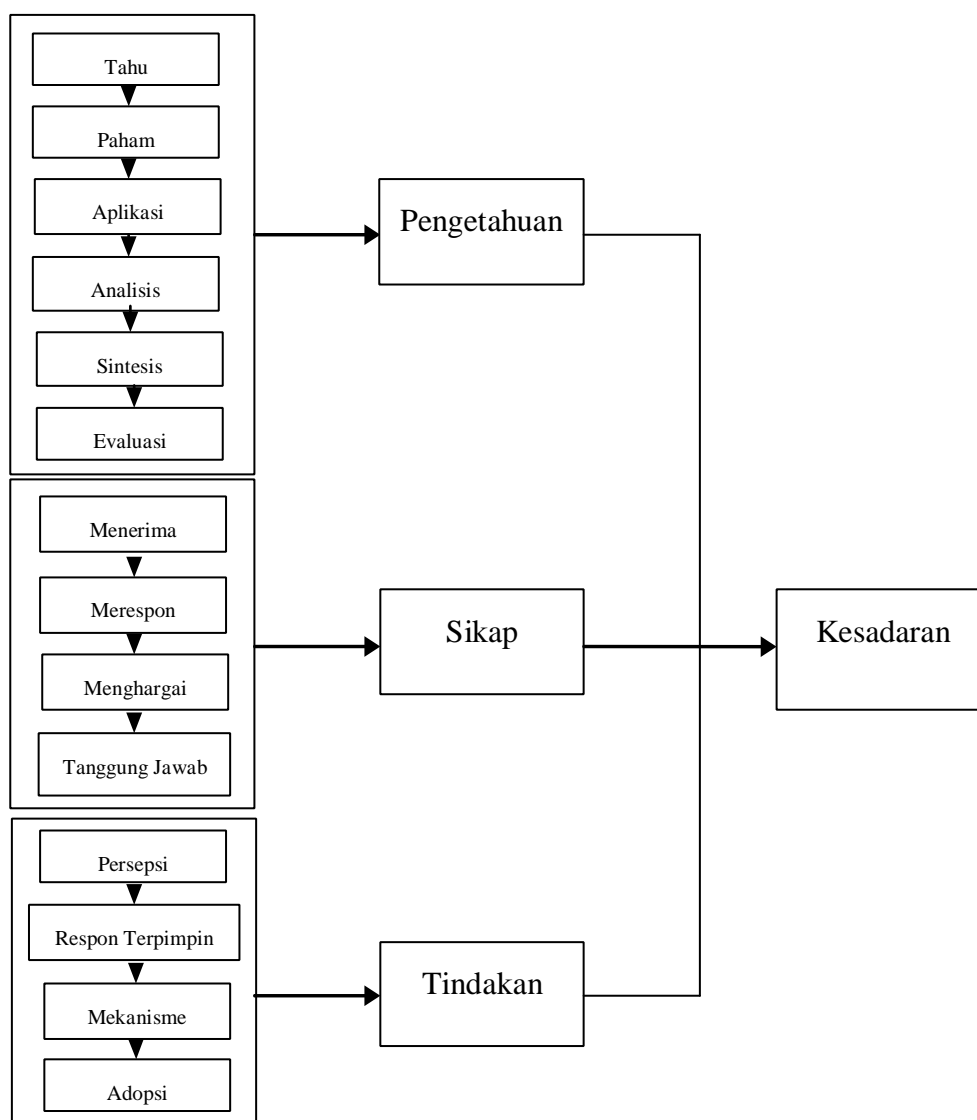 Tahu
Paham
Aplikasi
Analisis
Sintesis
Evaluasi
Pengetahuan
Menerima
Merespon
Menghargai
Tanggung Jawab
Sikap
Kesadaran
Persepsi
Respon Terpimpin
Mekanisme
Adopsi
Tindakan